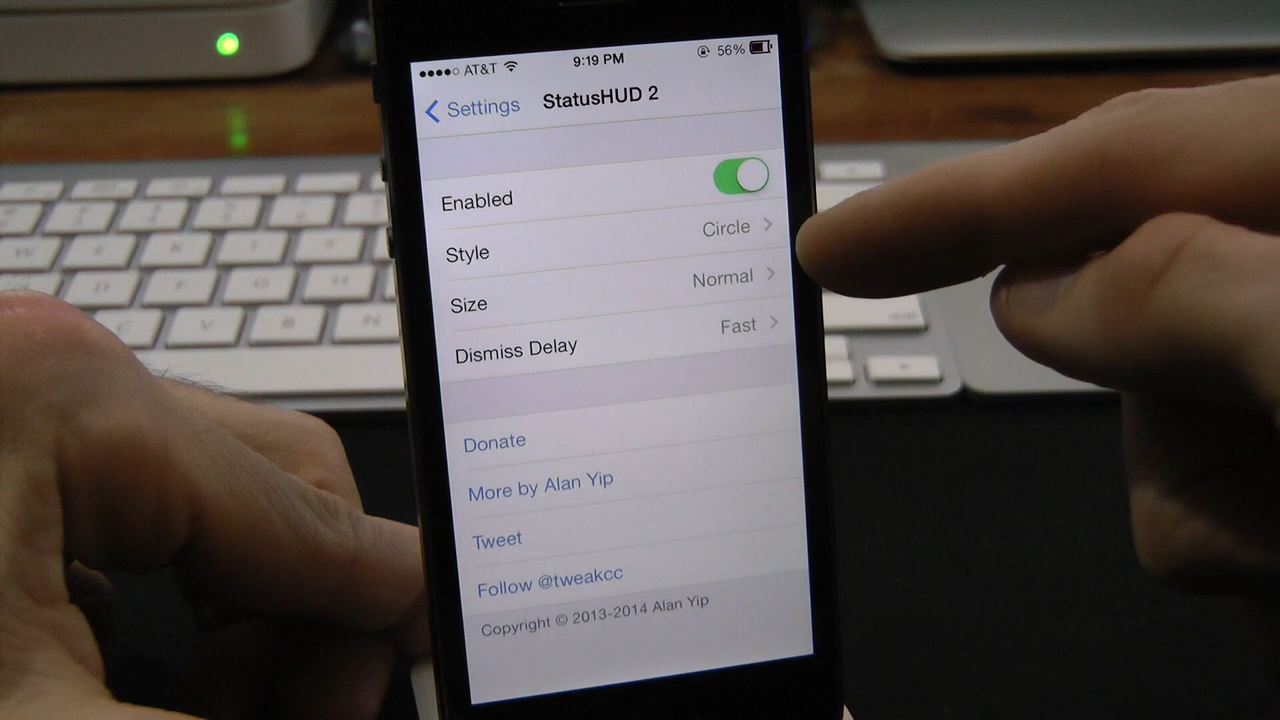 AT&T 9:19 PM 56%
Settings StatusHUD 2
Enabled
Style Circle
Size Normal
Dismiss Delay Fast
Donate
More by Alan Yip
Tweet
Follow @tweakcc
Copyright © 2013-2014 Alan Yip